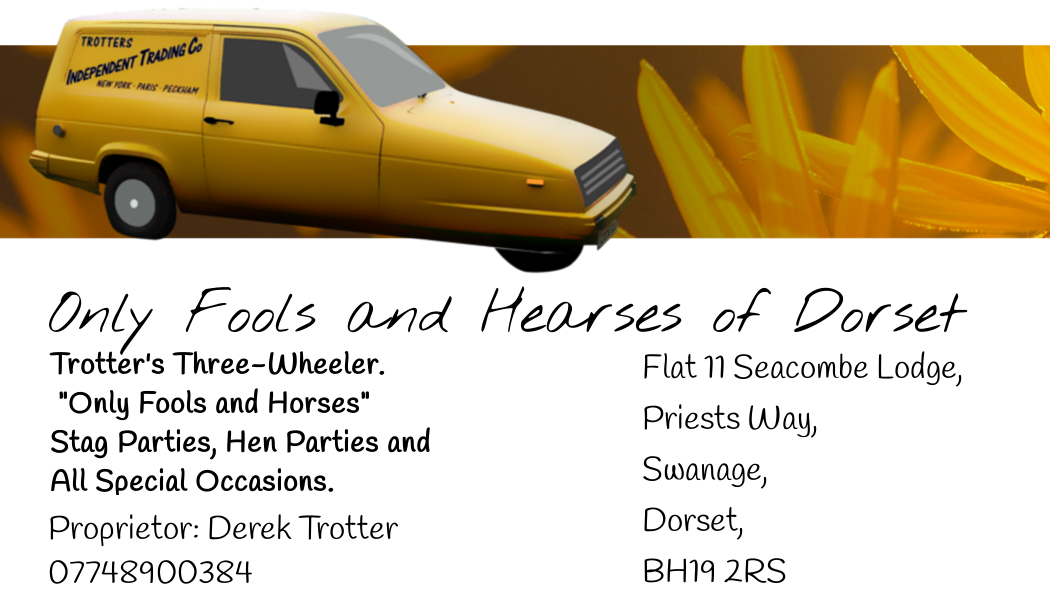 TROTTERS
INDEPENDENT TRADING Co
NEW YORK · PARIS · PECKHAM
Only Fools and Hearses of Dorset
Trotter's Three-Wheeler.
"Only Fools and Horses"
Stag Parties, Hen Parties and
All Special Occasions.
Proprietor: Derek Trotter
07748900384
Flat 11 Seacombe Lodge,
Priests Way,
Swanage,
Dorset,
BH19 2RS